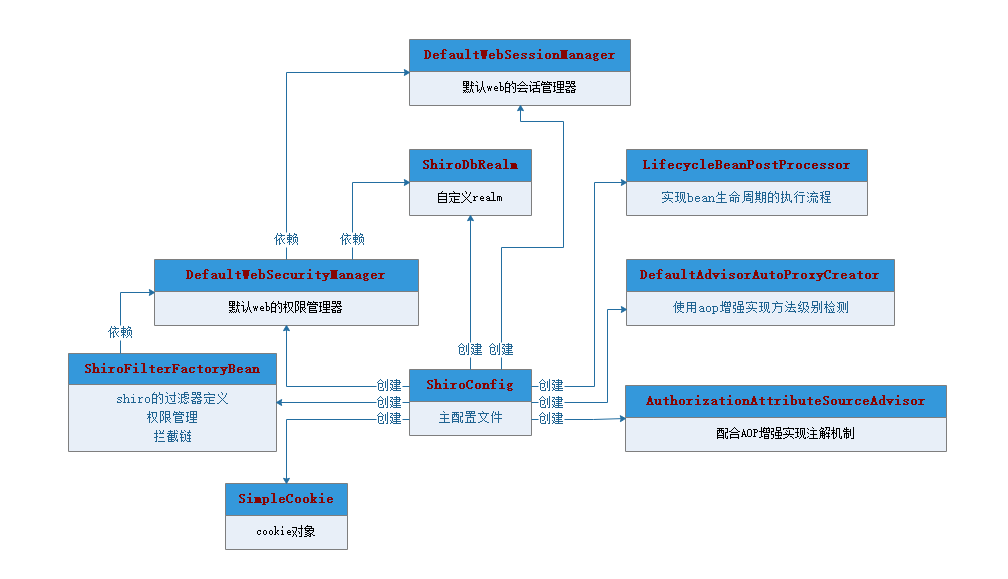 DefaultWebSessionManager
默认web的会话管理器
ShiroDbRealm
自定义realm
LifecycleBeanPostProcessor
实现bean生命周期的执行流程
依赖
依赖
DefaultWebSecurityManager
默认web的权限管理器
DefaultAdvisorAutoProxyCreator
使用aop增强实现方法级别检测
依赖
创建
创建
ShiroFilterFactoryBean
shiro的过滤器定义
权限管理
拦截链
创建
创建
创建
ShiroConfig
主配置文件
创建
创建
创建
AuthorizationAttributeSourceAdvisor
配合AOP增强实现注解机制
SimpleCookie
cookie对象